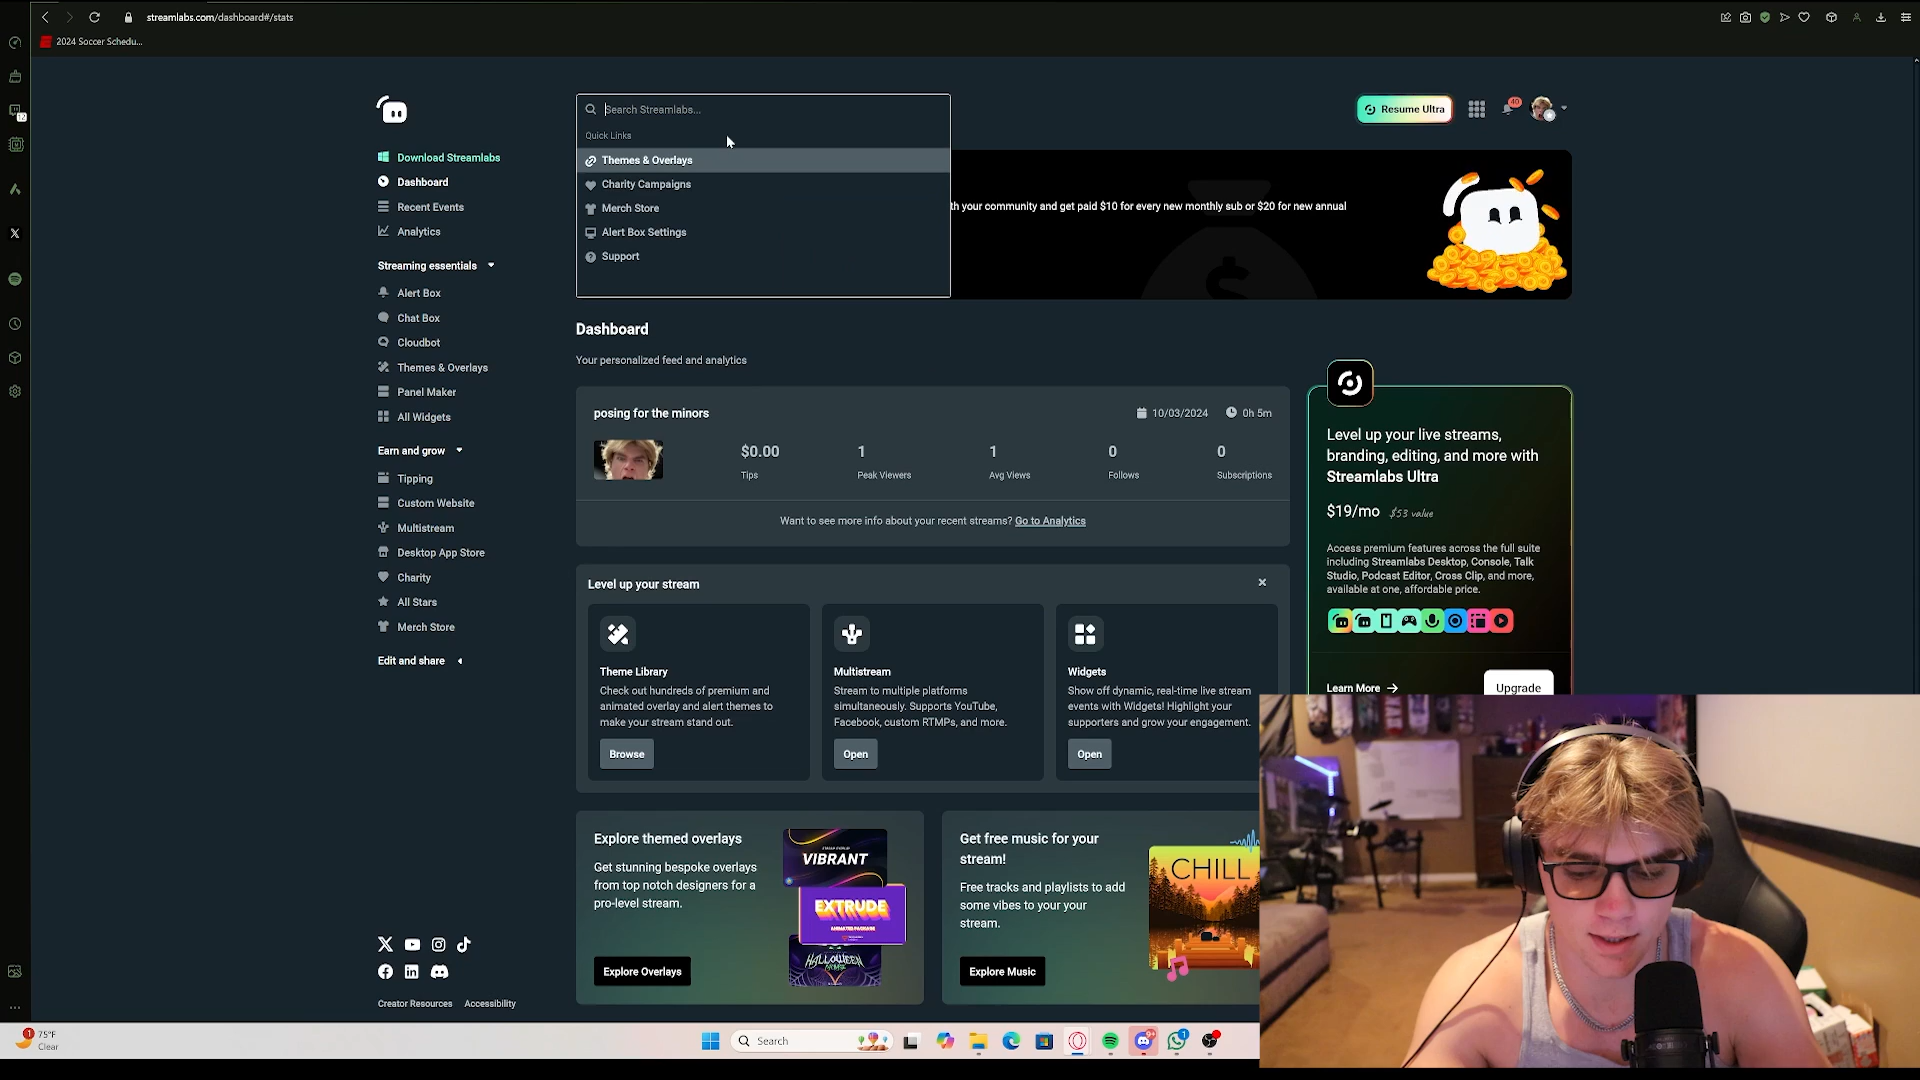 streamlabs.com/dashboard#/stats
2024 Soccer Schedu...
Search Streamlabs...
Quick Links
Themes & Overlays
Charity Campaigns
Merch Store
Alert Box Settings
Support
Resume Ultra
40
th your community and get paid $10 for every new monthly sub or $20 for new annual
Download Streamlabs
Dashboard
Recent Events
Analytics
Streaming essentials
Alert Box
Chat Box
Cloudbot
Themes & Overlays
Panel Maker
All Widgets
Earn and grow
Tipping
Custom Website
Multistream
Desktop App Store
Charity
All Stars
Merch Store
Edit and share
Creator Resources Accessibility
Dashboard
Your personalized feed and analytics
posing for the minors
10/03/2024 0h 5m
$0.00 1 1 0 0
Tips Peak Viewers Avg Views Follows Subscriptions
Want to see more info about your recent streams? Go to Analytics
Level up your stream
Theme Library
Check out hundreds of premium and
animated overlay and alert themes to
make your stream stand out.
Browse
Multistream
Stream to multiple platforms
simultaneously. Supports YouTube,
Facebook, custom RTMPs, and more.
Open
Widgets
Show off dynamic, real-time live stream
events with Widgets! Highlight your
supporters and grow your engagement.
Open
Explore themed overlays
Get stunning bespoke overlays
from top notch designers for a
pro-level stream.
Explore Overlays
VIBRANT
EXTRUDE
ANIMATED PACKAGE
HALLOWEEN
Get free music for your
stream!
Free tracks and playlists to add
some vibes to your your
stream.
Explore Music
CHILL
Level up your live streams,
branding, editing, and more with
Streamlabs Ultra
$19/mo $53 value
Access premium features across the full suite
including Streamlabs Desktop, Console, Talk
Studio, Podcast Editor, Cross Clip, and more,
available at one, affordable price.
Learn More
Upgrade
1
75°F
Clear
Search
1